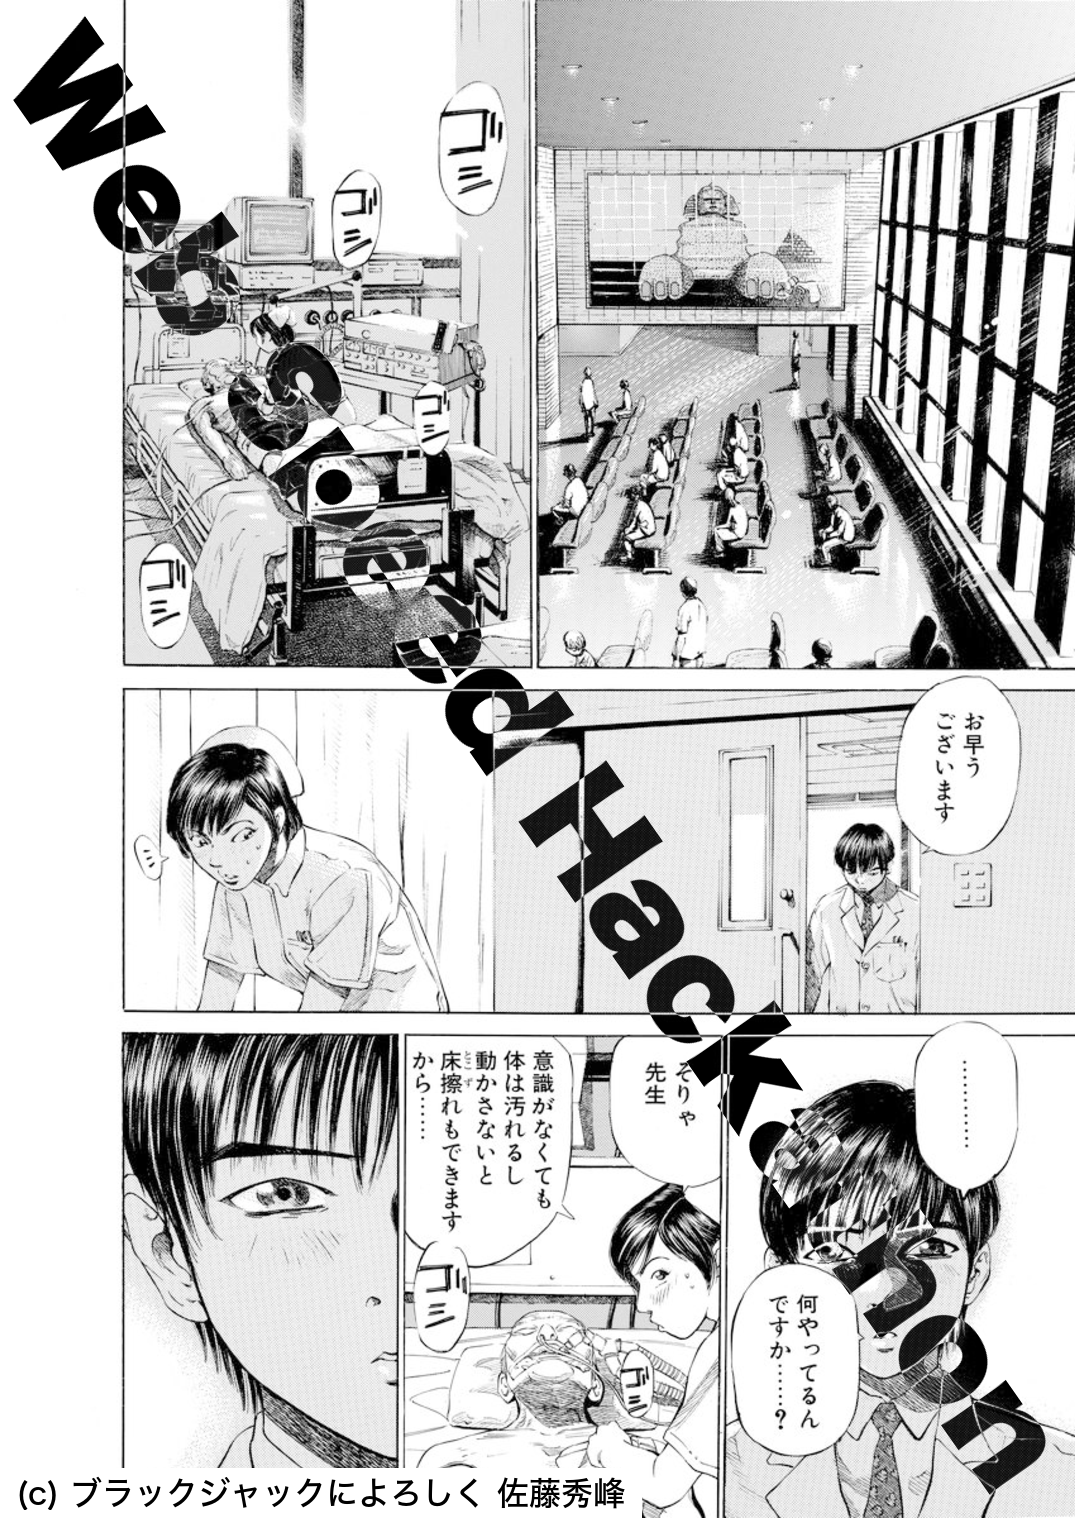 ゴシ
ゴシ
ゴシ
ゴシ
お早う
ございます
…………
何やってるん
ですか……?
そりゃ
先生
意識がなくても
体は汚れるし
動かさないと
床擦れもできます
とこず
から……
ゴシ
ゴシ
Web
(c) ブラックジャックによろしく 佐藤秀峰